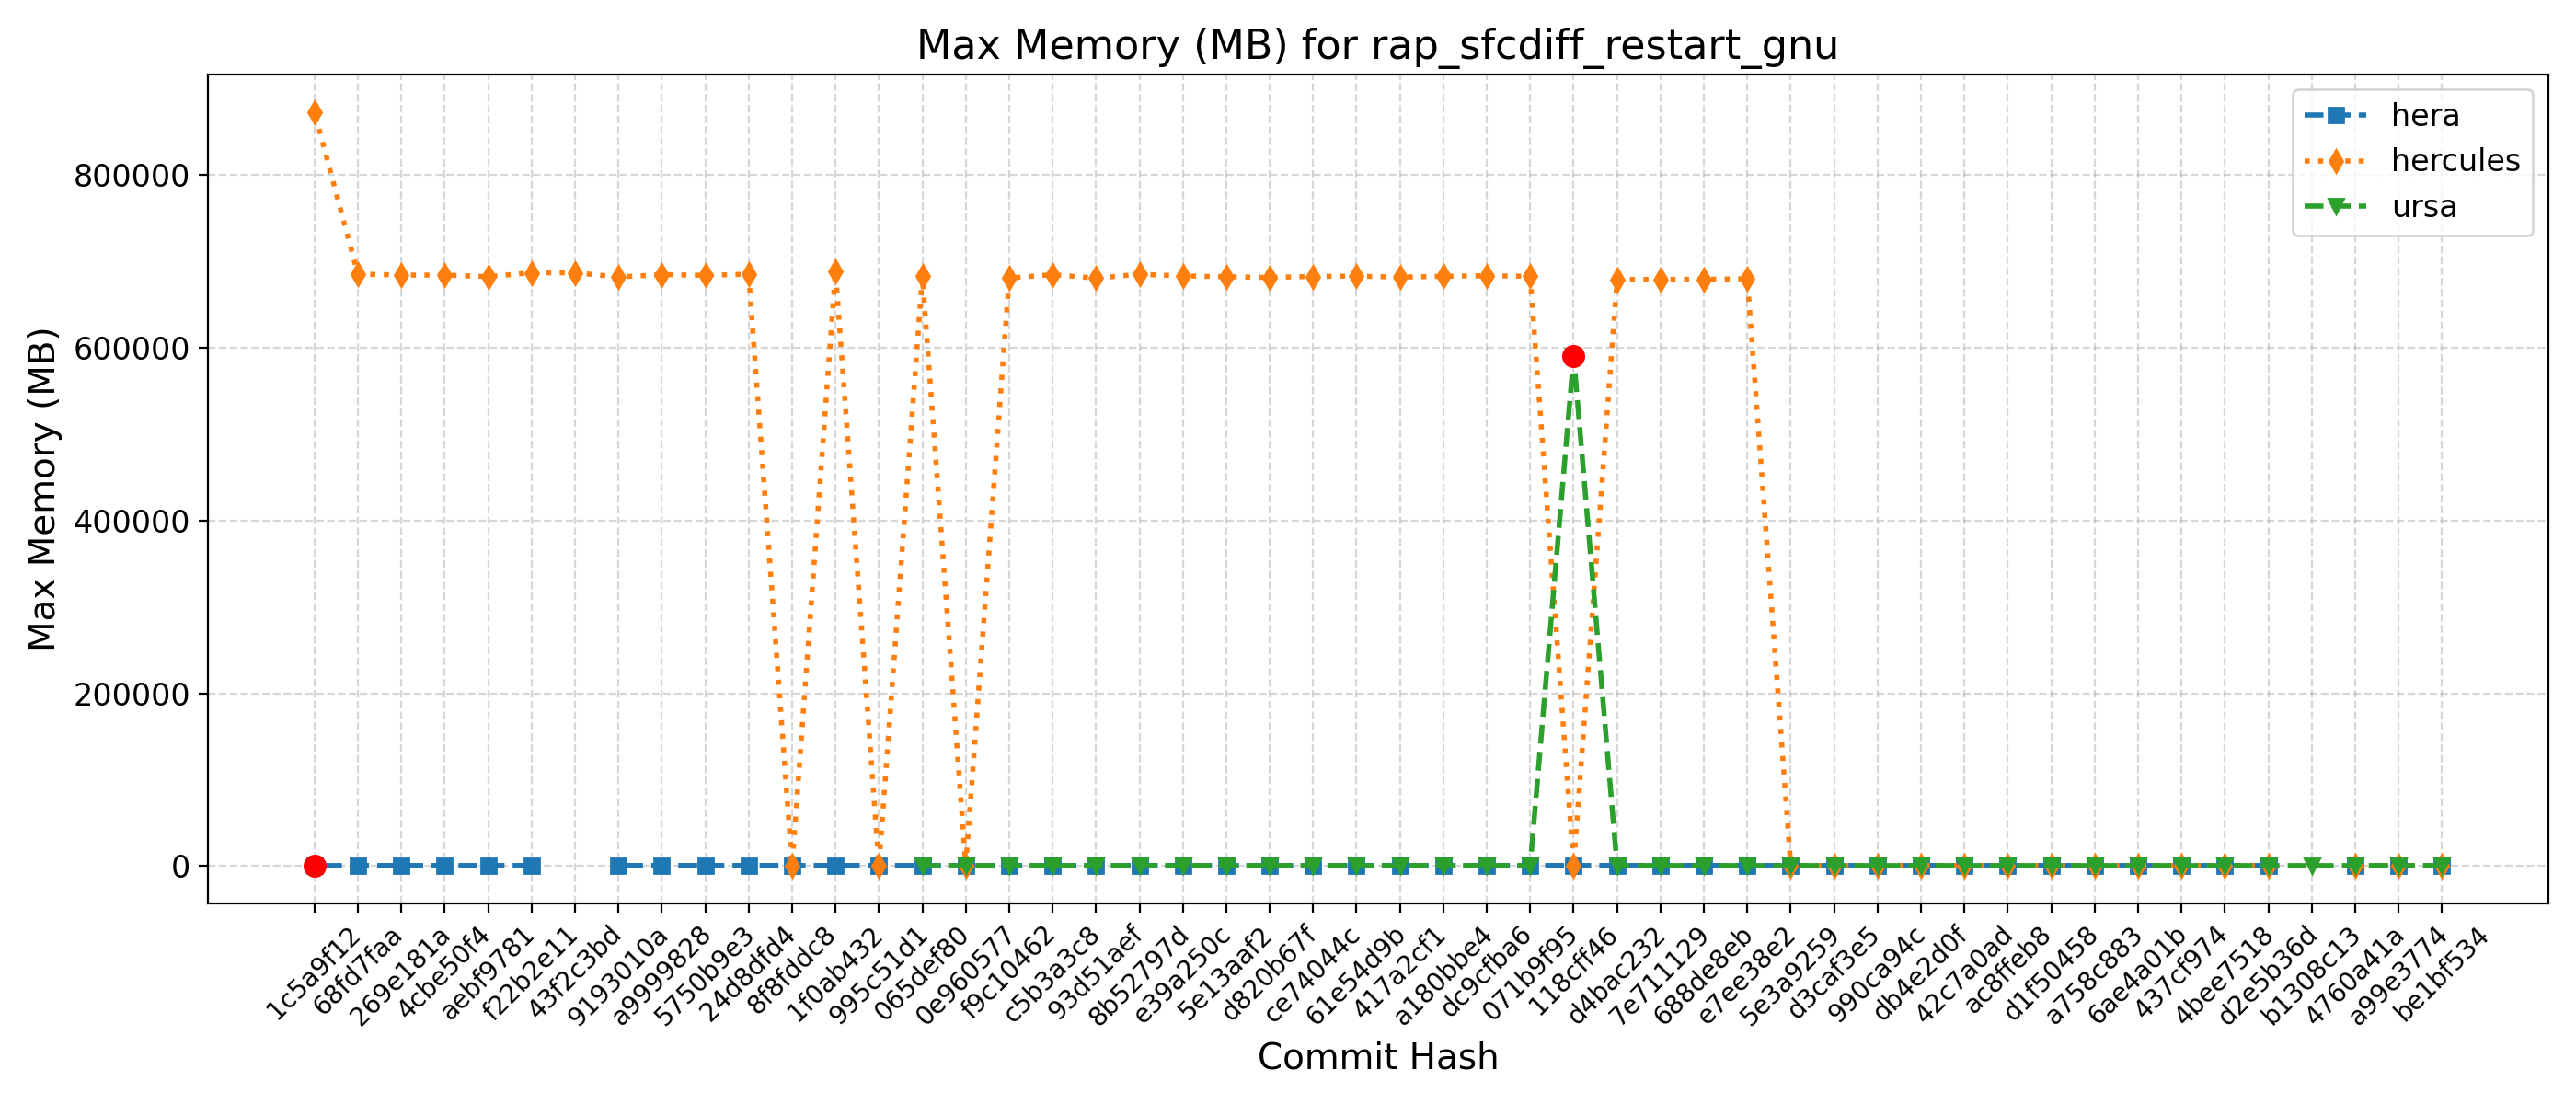 Max Memory (MB) for rap_sfcdiff_restart_gnu
hera
hercules
ursa
Max Memory (MB)
800000
600000
400000
200000
0
1c5a9f12
68fd7faa
269e181a
4cbe50f4
aebf9781
f22b2e11
43f2c3bd
9193010a
a9999828
5750b9e3
24d8dfd4
8f8fddc8
1f0ab432
995c51d1
065def80
0e960577
f9c10462
c5b3a3c8
93d51aef
8b52797d
e39a250c
5e13aaf2
d820b67f
ce74044c
61e54d9b
417a2cf1
a180bbe4
dc9cfba6
071b9f95
118cff46
d4bac232
7e711129
688de8eb
e7ee38e2
5e3a9259
d3caf3e5
990ca94c
db4e2d0f
42c7a0ad
ac8ffeb8
d1f50458
a758c883
6ae4a01b
437cf974
4bee7518
d2e5b36d
b1308c13
4760a41a
a99e3774
be1bf534
Commit Hash